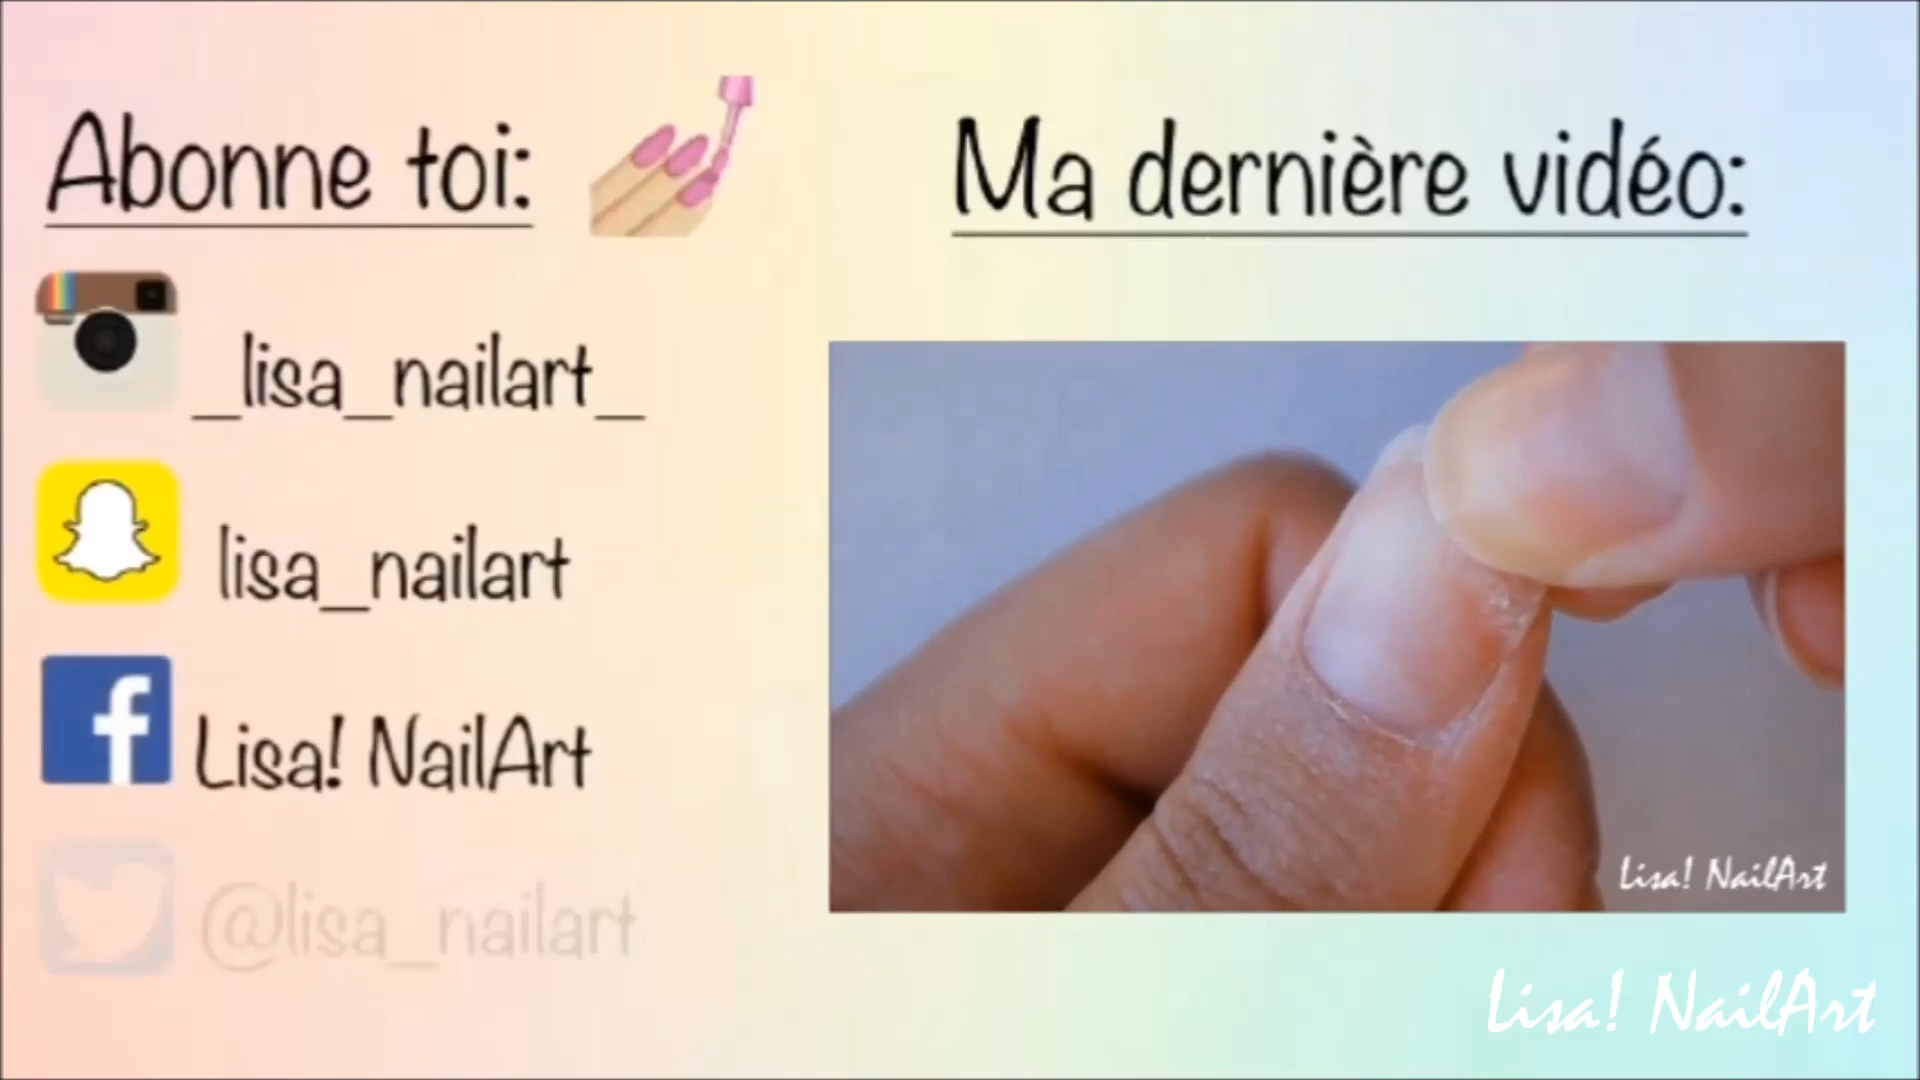 Abonne toi:
_lisa_nailart_
lisa_nailart
Lisa! NailArt
@lisa_nailart
Ma dernière vidéo:
Lisa! NailArt
Lisa! NailArt